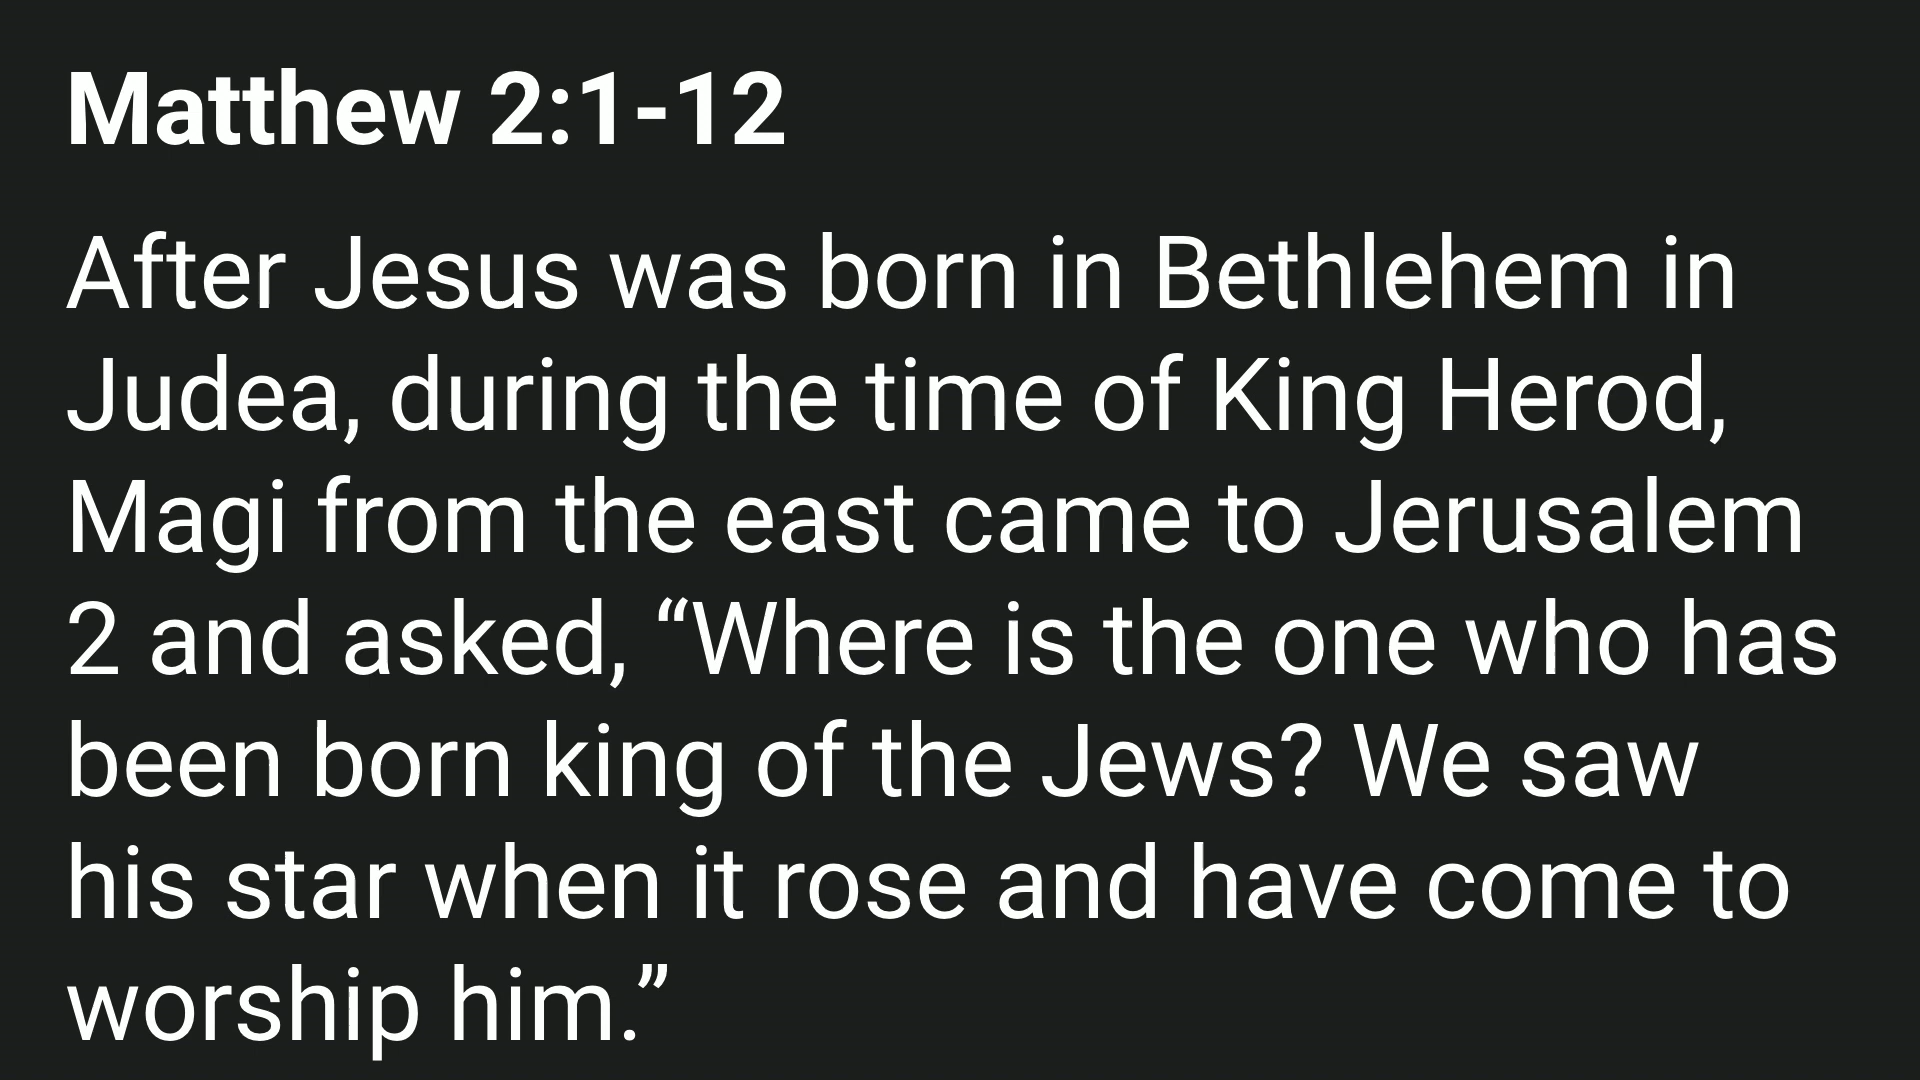 Matthew 2:1-12
After Jesus was born in Bethlehem in
Judea, during the time of King Herod,
Magi from the east came to Jerusalem
2 and asked, “Where is the one who has
been born king of the Jews? We saw
his star when it rose and have come to
worship him.”